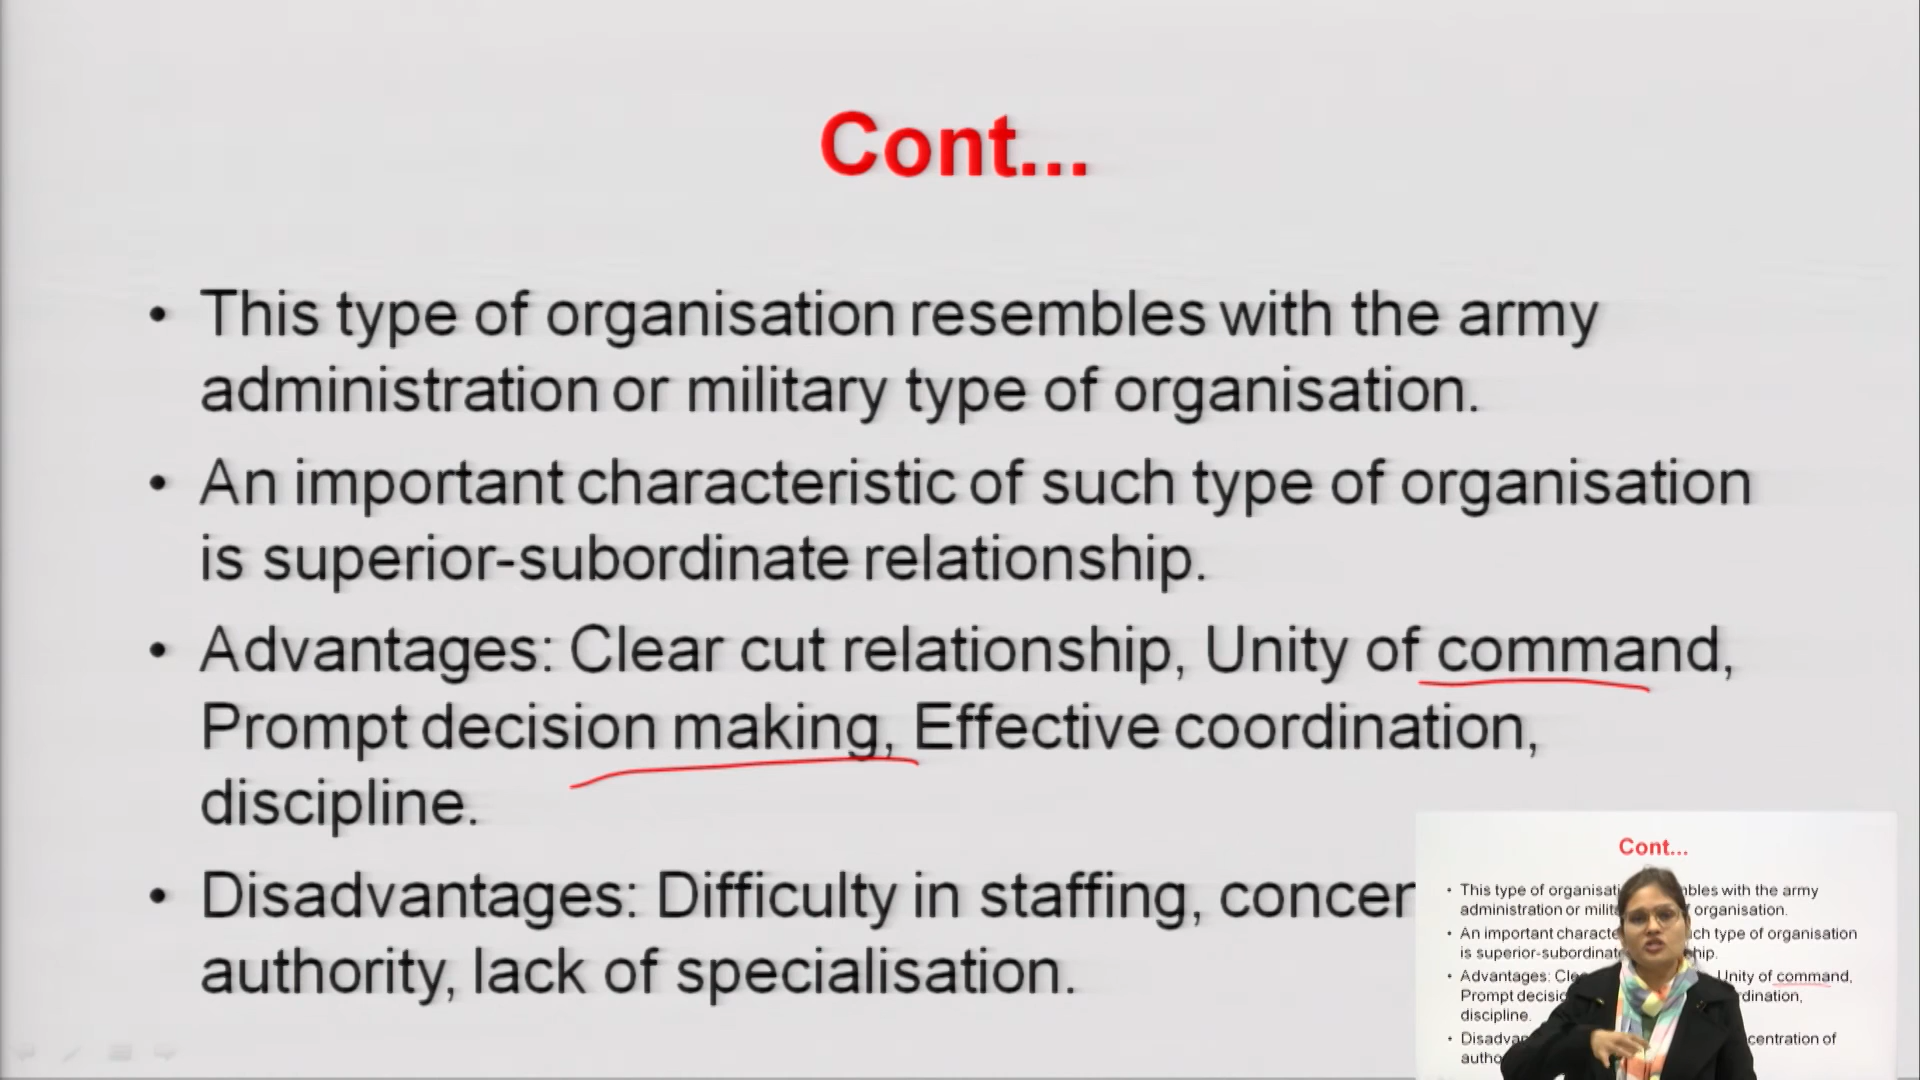 Cont...
• This type of organisation resembles with the army
administration or military type of organisation.
• An important characteristic of such type of organisation
is superior-subordinate relationship.
• Advantages: Clear cut relationship, Unity of command,
Prompt decision making, Effective coordination,
discipline.
• Disadvantages: Difficulty in staffing, concen
authority, lack of specialisation.
Cont...
• This type of organisati mbles with the army
administration or milit f organisation.
• An important characte uch type of organisation
is superior-subordinat hip.
• Advantages: Cle Unity of command,
Prompt decisio rdination,
discipline.
• Disadvan centration of
autho